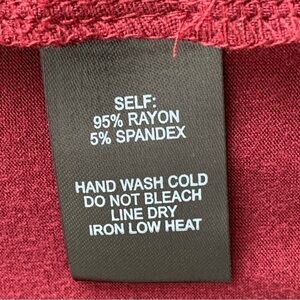 SELF:
95% RAYON
5% SPANDEX
HAND WASH COLD
DO NOT BLEACH
LINE DRY
IRON LOW HEAT